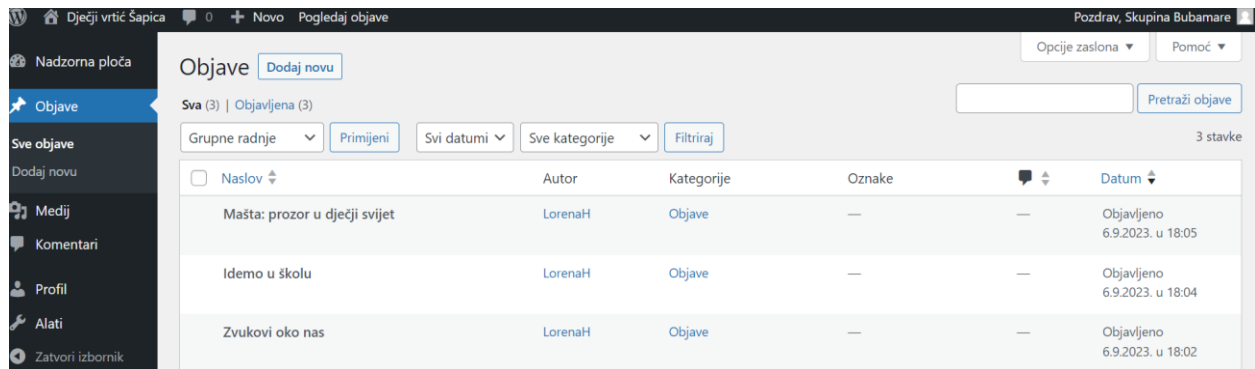 Dječji vrtić Šapica 0 + Novo Pogledaj objave Pozdrav, Skupina Bubamare
Nadzorna ploča
Objave
Sve objave
Dodaj novu
Medij
Komentari
Profil
Alati
Zatvori izbornik
Opcije zaslona ▼ Pomoć ▼
Objave Dodaj novu
Sva (3) | Objavljena (3)
Pretraži objave
Grupne radnje Primijeni Svi datumi Sve kategorije Filtriraj 3 stavke
Naslov Autor Kategorije Oznake Datum
Mašta: prozor u dječji svijet LorenaH Objave — — Objavljeno
6.9.2023. u 18:05
Idemo u školu LorenaH Objave — — Objavljeno
6.9.2023. u 18:04
Zvukovi oko nas LorenaH Objave — — Objavljeno
6.9.2023. u 18:02